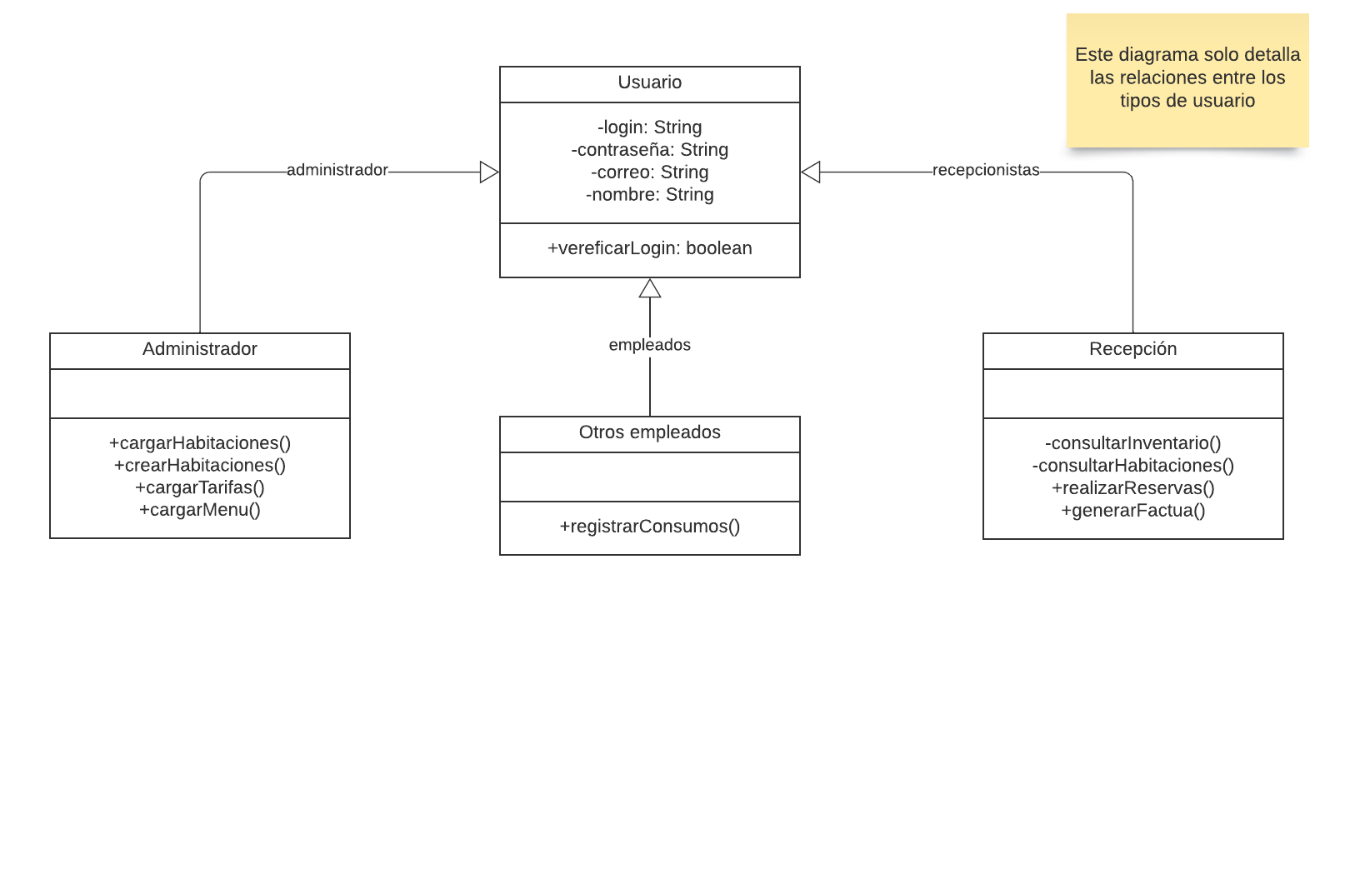 Este diagrama solo detalla
las relaciones entre los
tipos de usuario
Usuario
-login: String
-contraseña: String
-correo: String
-nombre: String
+vereficarLogin: boolean
administrador
recepcionistas
empleados
Administrador
+cargarHabitaciones()
+crearHabitaciones()
+cargarTarifas()
+cargarMenu()
Otros empleados
+registrarConsumos()
Recepción
-consultarInventario()
-consultarHabitaciones()
+realizarReservas()
+generarFactua()